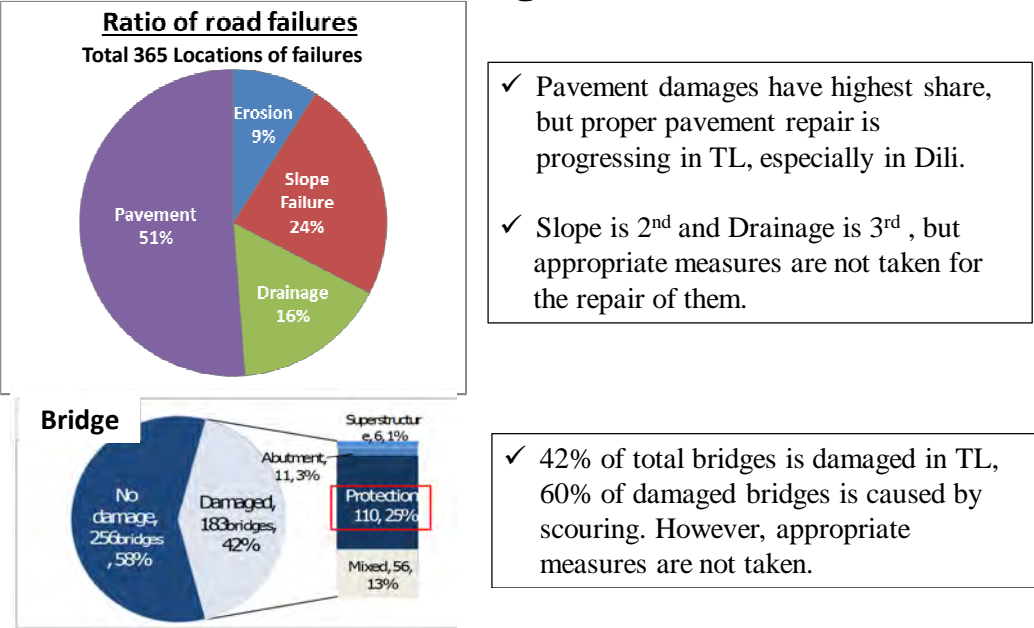 Ratio of road failures
Total 365 Locations of failures
Erosion
9%
Slope
Failure
24%
Drainage
16%
Pavement
51%
✓ Pavement damages have highest share,
but proper pavement repair is
progressing in TL, especially in Dili.
✓ Slope is 2nd and Drainage is 3rd , but
appropriate measures are not taken for
the repair of them.
Bridge
No
damage,
256bridges
,58%
Damaged,
183bridges,
42%
Superstructur
e,6,1%
Abutment,
11,3%
Protection
110,25%
Mixed,56,
13%
✓ 42% of total bridges is damaged in TL,
60% of damaged bridges is caused by
scouring. However, appropriate
measures are not taken.